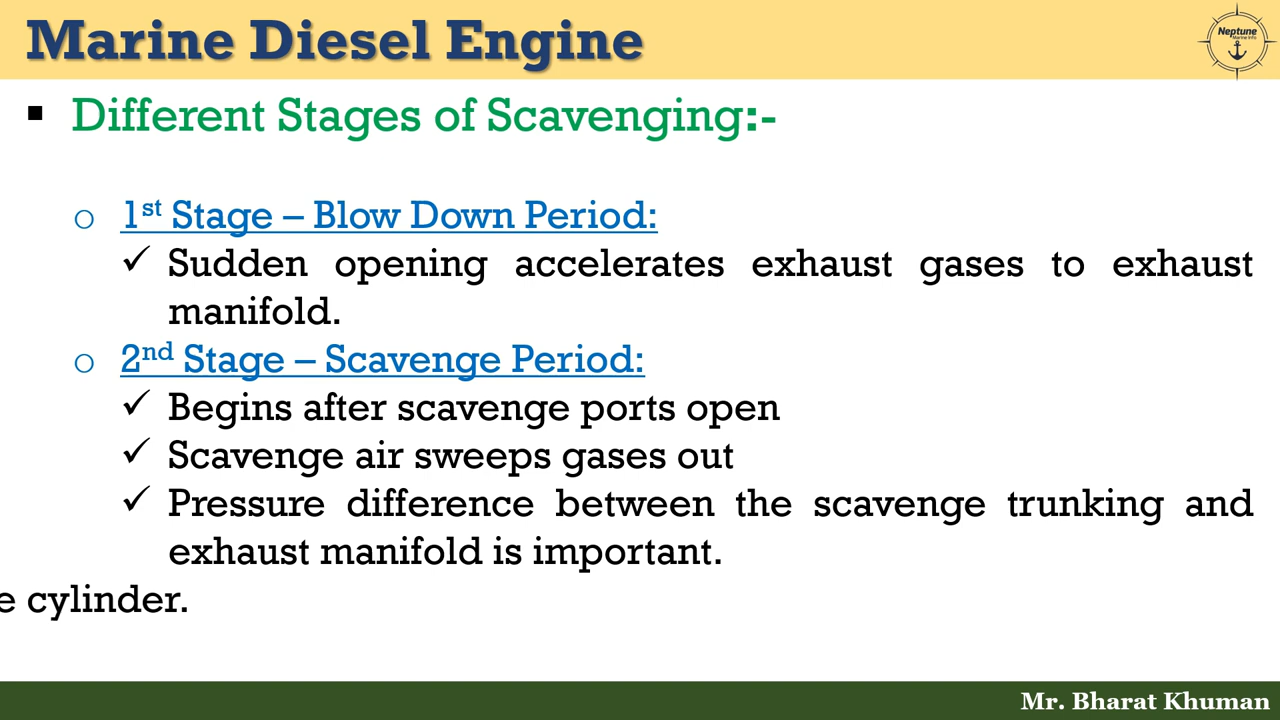 Marine Diesel Engine
Neptune
Marine Info
▪ Different Stages of Scavenging:-
o 1st Stage – Blow Down Period:
✓ Sudden opening accelerates exhaust gases to exhaust
manifold.
o 2nd Stage – Scavenge Period:
✓ Begins after scavenge ports open
✓ Scavenge air sweeps gases out
✓ Pressure difference between the scavenge trunking and
exhaust manifold is important.
e cylinder.
Mr. Bharat Khuman